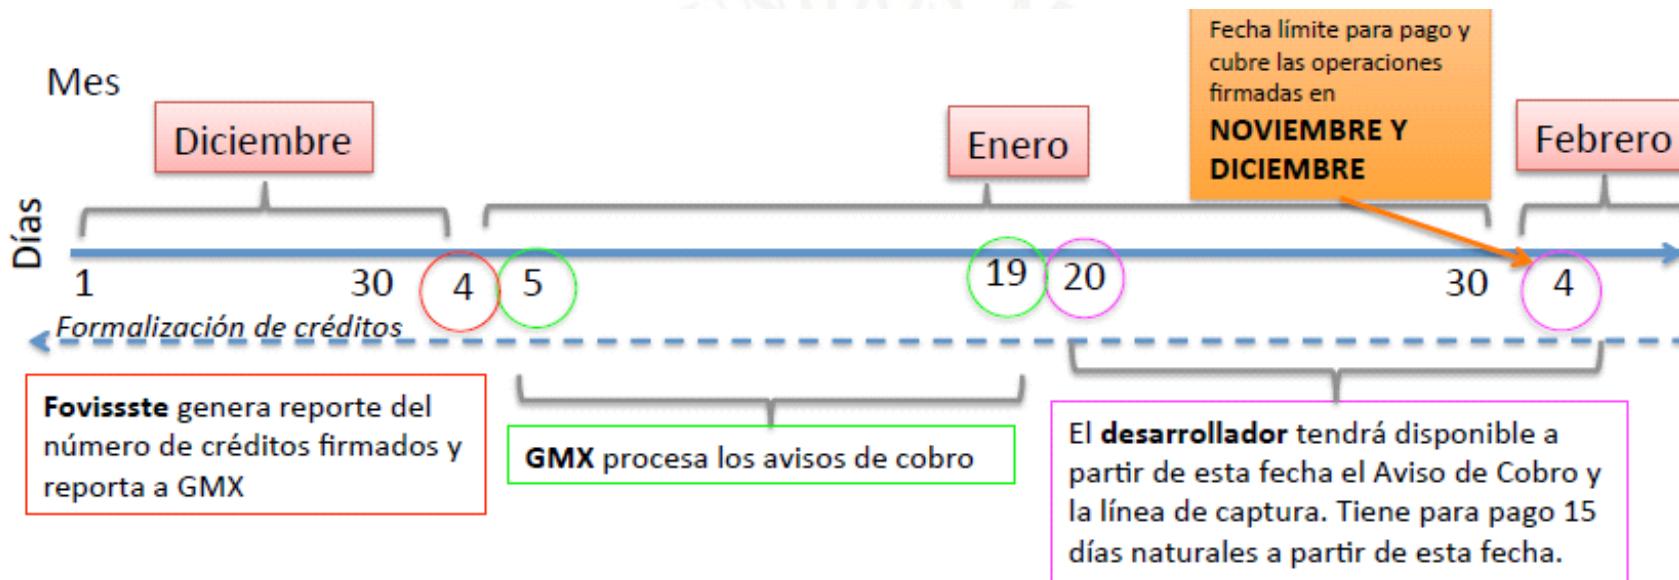 Fecha límite para pago y
cubre las operaciones
firmadas en
NOVIEMBRE Y
DICIEMBRE
Mes
Diciembre
Enero
Febrero
Días
1
30
4
5
19
20
30
4
Formalización de créditos
Fovissste genera reporte del
número de créditos firmados y
reporta a GMX
GMX procesa los avisos de cobro
El desarrollador tendrá disponible a
partir de esta fecha el Aviso de Cobro y
la línea de captura. Tiene para pago 15
días naturales a partir de esta fecha.